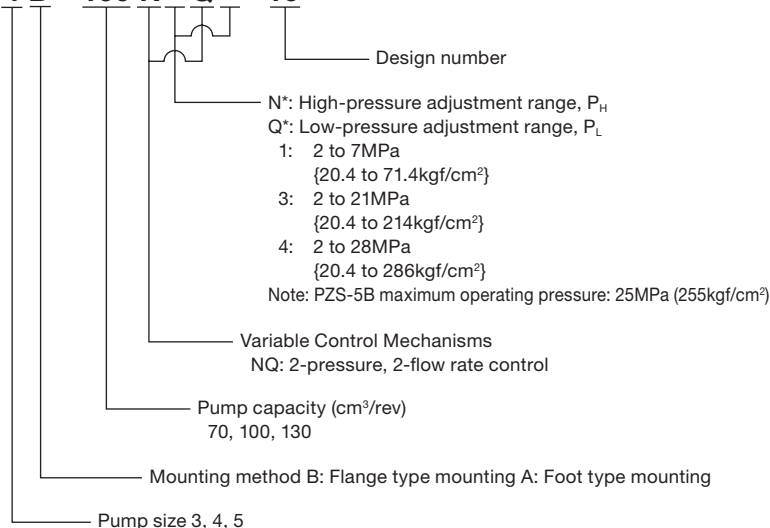 Design number
N*: High-pressure adjustment range, PH
Q*: Low-pressure adjustment range, PL
1: 2 to 7MPa
{20.4 to 71.4kgf/cm²}
3: 2 to 21MPa
{20.4 to 214kgf/cm²}
4: 2 to 28MPa
{20.4 to 286kgf/cm²}
Note: PZS-5B maximum operating pressure: 25MPa (255kgf/cm²)
Variable Control Mechanisms
NQ: 2-pressure, 2-flow rate control
Pump capacity (cm³/rev)
70, 100, 130
Mounting method B: Flange type mounting A: Foot type mounting
Pump size 3, 4, 5